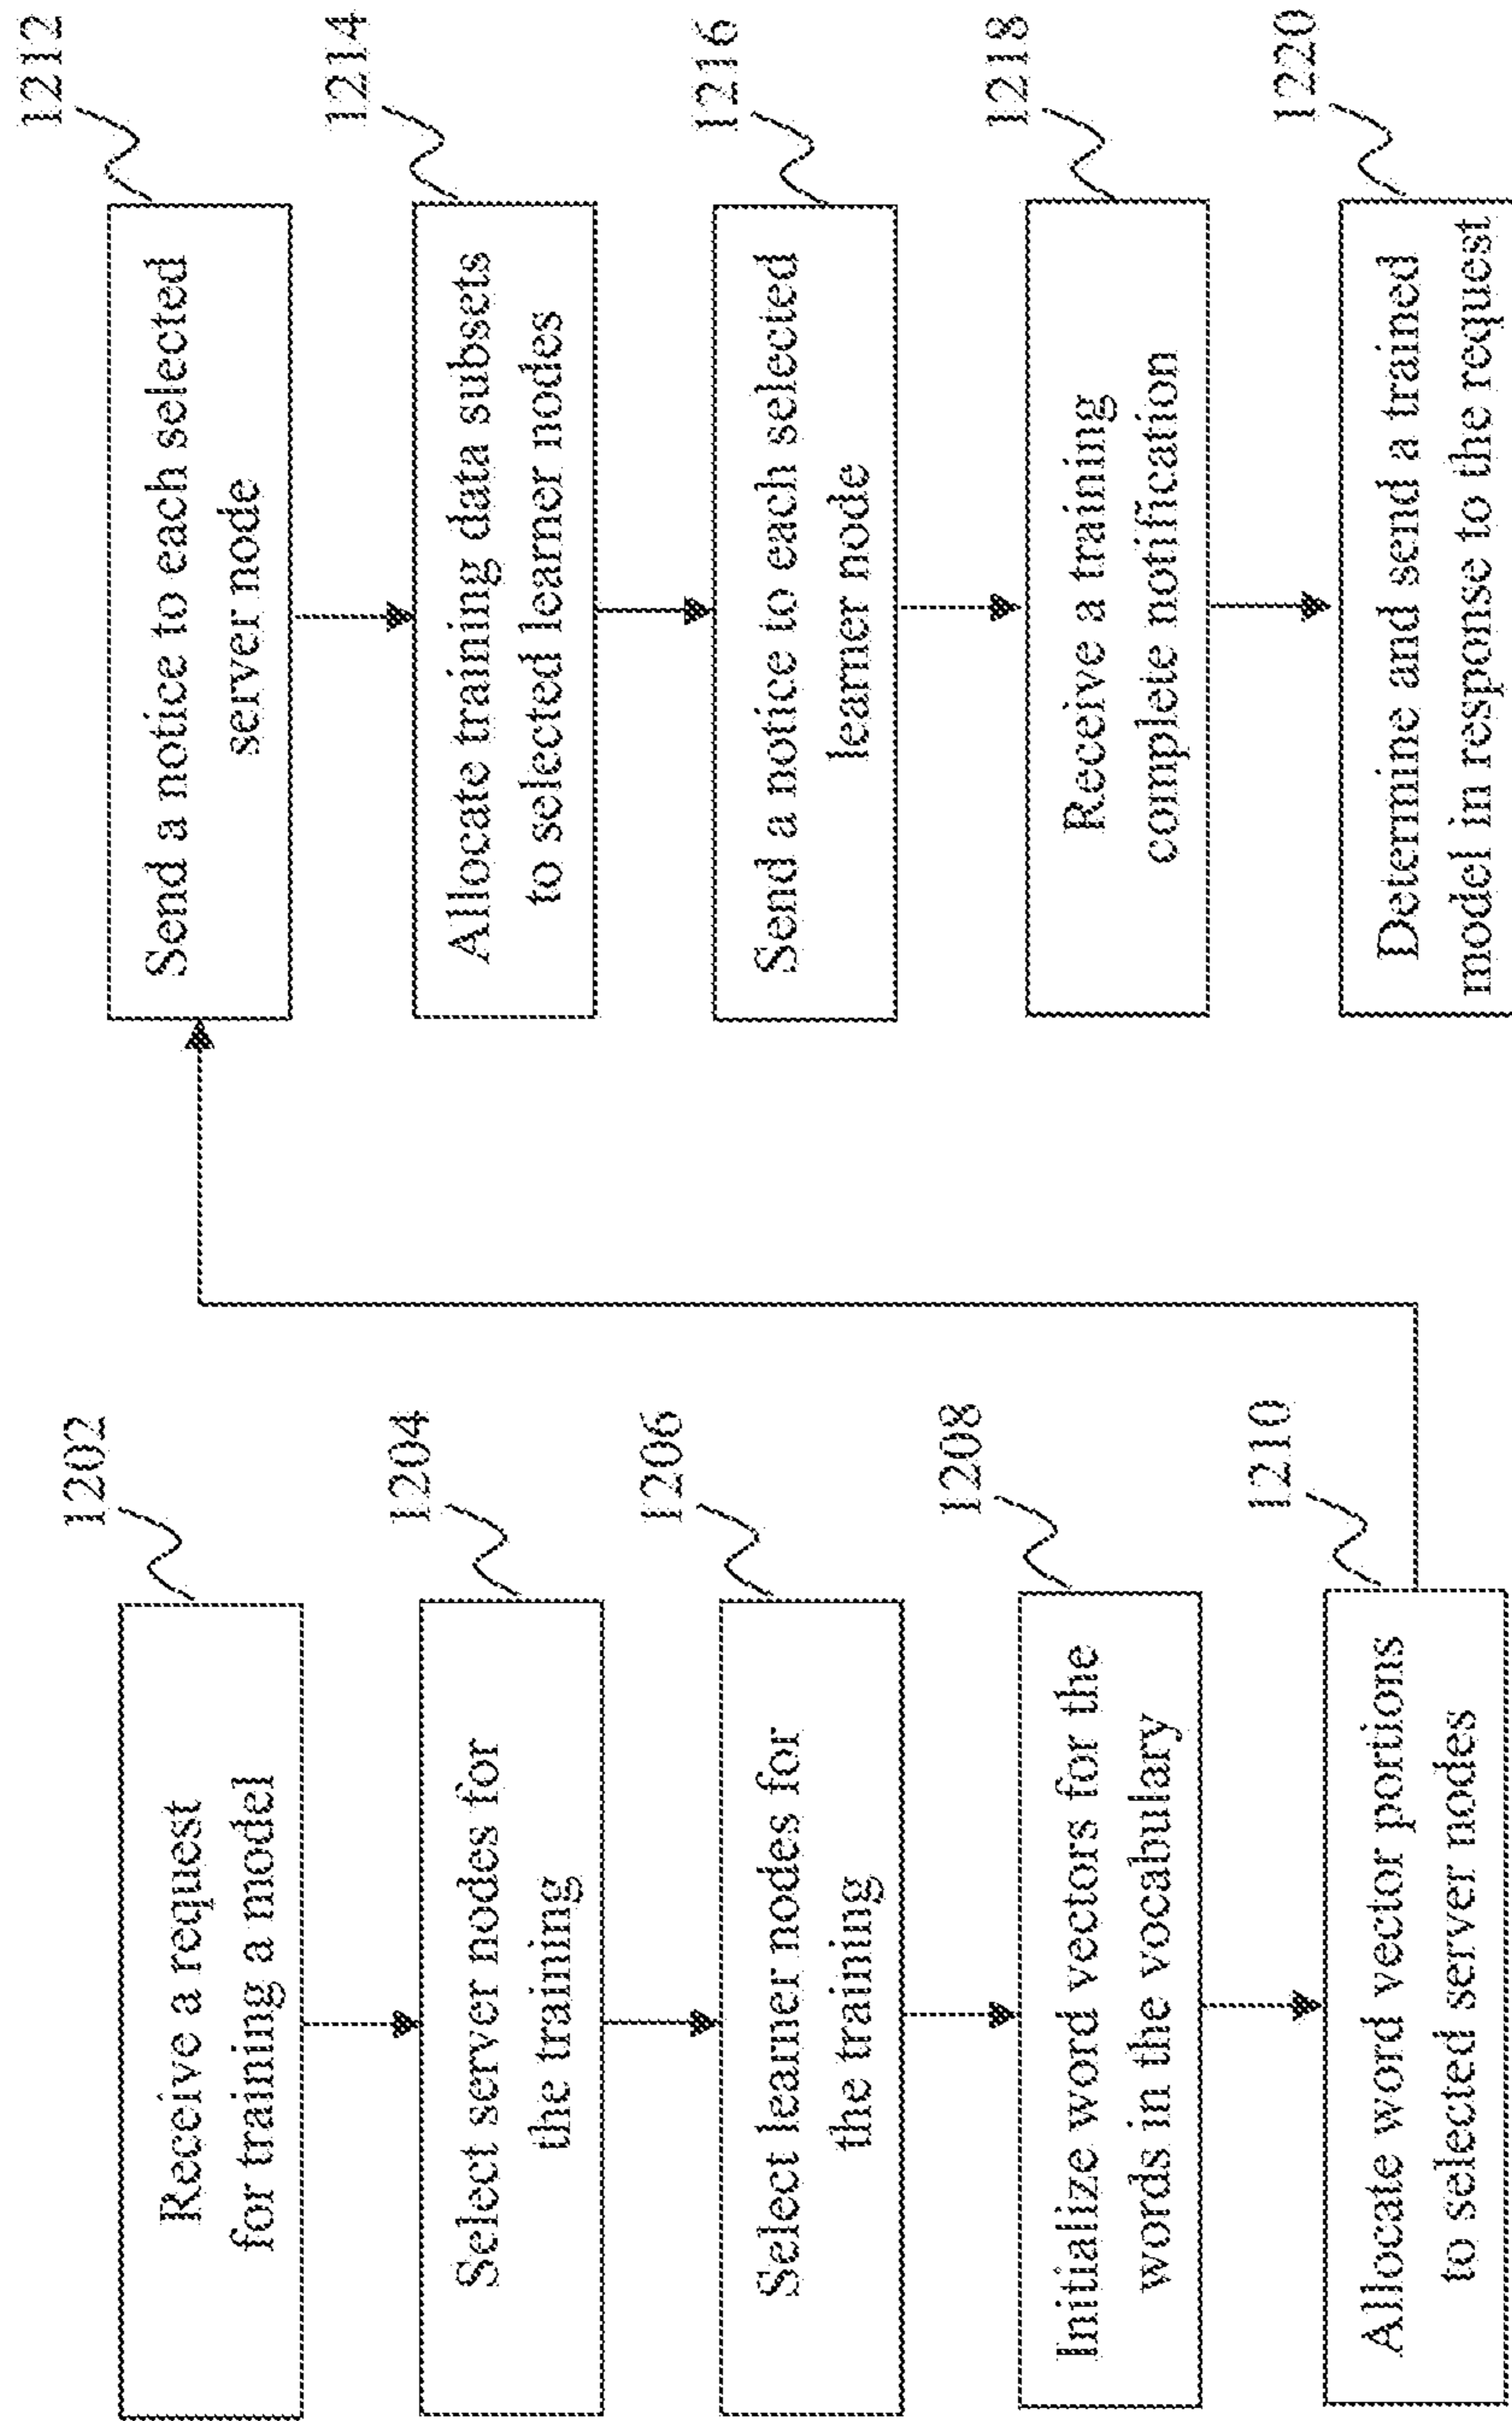 1202
Receive a request
for training a model
1204
Select server nodes for
the training
1206
Select learner nodes for
the training
1208
Initialize word vectors for the
words in the vocabulary
1210
Allocate word vector portions
to selected server nodes
1212
Send a notice to each selected
server node
1214
Allocate training data subsets
to selected learner nodes
1216
Send a notice to each selected
learner node
1218
Receive a training
complete notification
1220
Determine and send a trained
model in response to the request